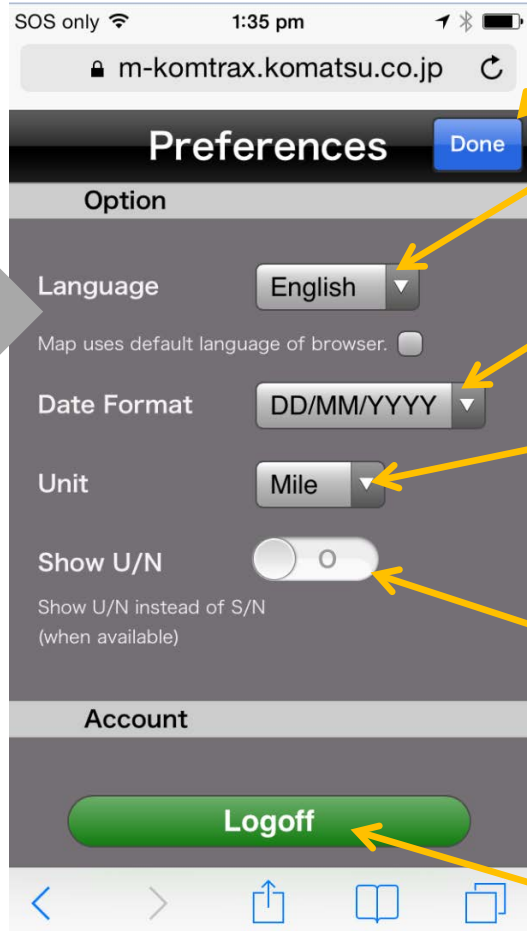 SOS only 1:35 pm
m-komtrax.komatsu.co.jp
Preferences Done
Option
Language English
Map uses default language of browser.
Date Format DD/MM/YYYY
Unit Mile
Show U/N O
Show U/N instead of S/N
(when available)
Account
Logoff